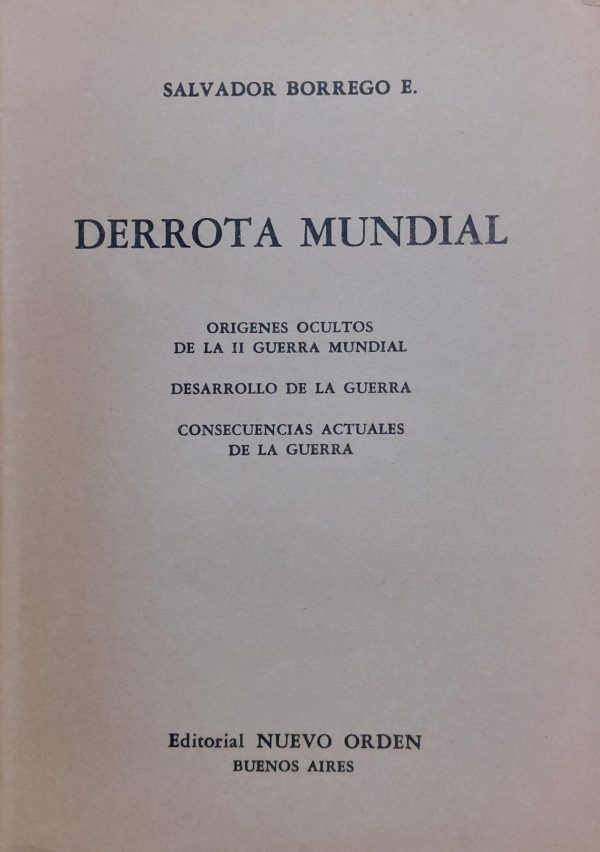 SALVADOR BORREGO E.
DERROTA MUNDIAL
ORIGENES OCULTOS
DE LA II GUERRA MUNDIAL
DESARROLLO DE LA GUERRA
CONSECUENCIAS ACTUALES
DE LA GUERRA
Editorial NUEVO ORDEN
BUENOS AIRES